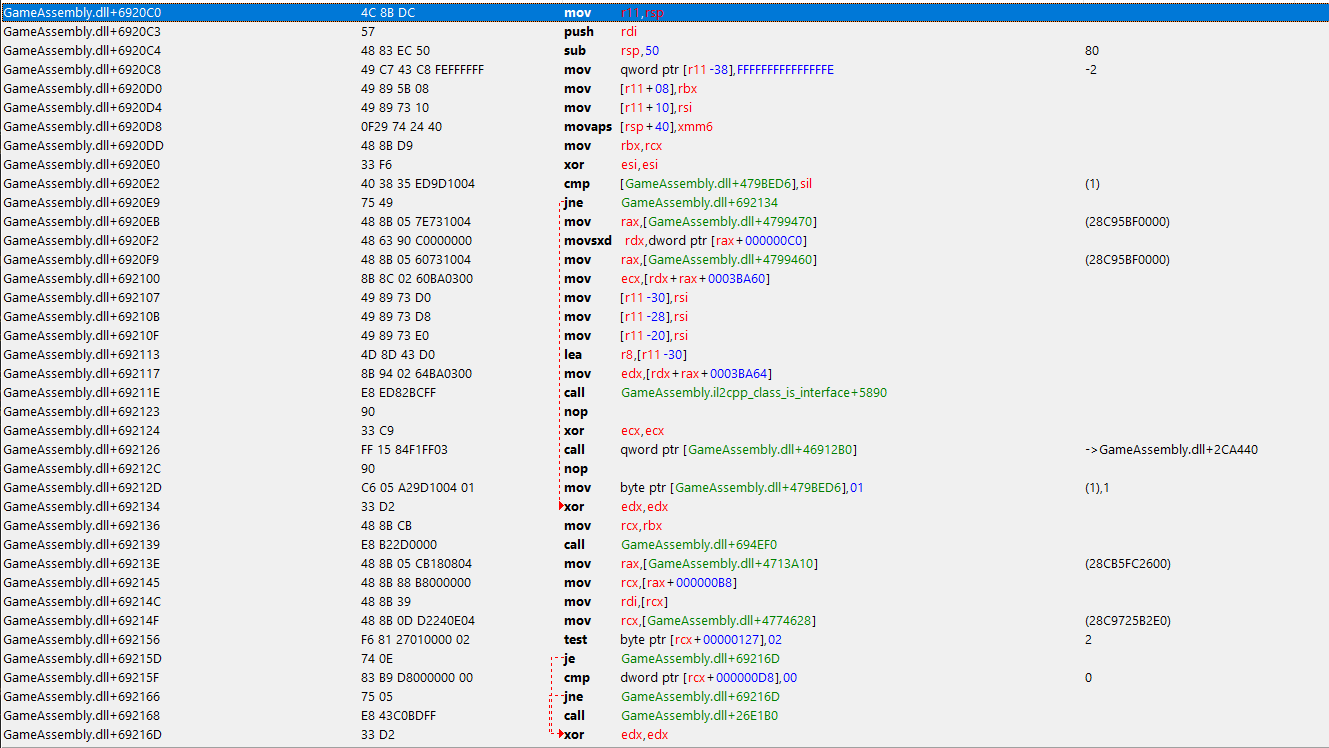 GameAssembly.dll+6920C0 4C 8B DC mov r11,rsp
GameAssembly.dll+6920C3 57 push rdi
GameAssembly.dll+6920C4 48 83 EC 50 sub rsp,50 80
GameAssembly.dll+6920C8 49 C7 43 C8 FEFFFFFF mov qword ptr [r11-38],FFFFFFFFFFFFFFFE -2
GameAssembly.dll+6920D0 49 89 5B 08 mov [r11+08],rbx
GameAssembly.dll+6920D4 49 89 73 10 mov [r11+10],rsi
GameAssembly.dll+6920D8 0F29 74 24 40 movaps [rsp+40],xmm6
GameAssembly.dll+6920DD 48 8B D9 mov rbx,rcx
GameAssembly.dll+6920E0 33 F6 xor esi,esi
GameAssembly.dll+6920E2 40 38 35 ED9D1004 cmp [GameAssembly.dll+479BED6],sil (1)
GameAssembly.dll+6920E9 75 49 jne GameAssembly.dll+692134
GameAssembly.dll+6920EB 48 8B 05 7E731004 mov rax,[GameAssembly.dll+4799470] (28C95BF0000)
GameAssembly.dll+6920F2 48 63 90 C0000000 movsxd rdx,dword ptr [rax+000000C0]
GameAssembly.dll+6920F9 48 8B 05 60731004 mov rax,[GameAssembly.dll+4799460] (28C95BF0000)
GameAssembly.dll+692100 8B 8C 02 60BA0300 mov ecx,[rdx+rax+0003BA60]
GameAssembly.dll+692107 49 89 73 D0 mov [r11-30],rsi
GameAssembly.dll+69210B 49 89 73 D8 mov [r11-28],rsi
GameAssembly.dll+69210F 49 89 73 E0 mov [r11-20],rsi
GameAssembly.dll+692113 4D 8D 43 D0 lea r8,[r11-30]
GameAssembly.dll+692117 8B 94 02 64BA0300 mov edx,[rdx+rax+0003BA64]
GameAssembly.dll+69211E E8 ED82BCFF call GameAssembly.il2cpp_class_is_interface+5890
GameAssembly.dll+692123 90 nop
GameAssembly.dll+692124 33 C9 xor ecx,ecx
GameAssembly.dll+692126 FF 15 84F1FF03 call qword ptr [GameAssembly.dll+46912B0] ->GameAssembly.dll+2CA440
GameAssembly.dll+69212C 90 nop
GameAssembly.dll+69212D C6 05 A29D1004 01 mov byte ptr [GameAssembly.dll+479BED6],01 (1),1
GameAssembly.dll+692134 33 D2 xor edx,edx
GameAssembly.dll+692136 48 8B CB mov rcx,rbx
GameAssembly.dll+692139 E8 B22D0000 call GameAssembly.dll+694EF0
GameAssembly.dll+69213E 48 8B 05 CB180804 mov rax,[GameAssembly.dll+4713A10] (28CB5FC2600)
GameAssembly.dll+692145 48 8B 88 B8000000 mov rcx,[rax+000000B8]
GameAssembly.dll+69214C 48 8B 39 mov rdi,[rcx]
GameAssembly.dll+69214F 48 8B 0D D2240E04 mov rcx,[GameAssembly.dll+4774628] (28C9725B2E0)
GameAssembly.dll+692156 F6 81 27010000 02 test byte ptr [rcx+00000127],02 2
GameAssembly.dll+69215D 74 0E je GameAssembly.dll+69216D
GameAssembly.dll+69215F 83 B9 D8000000 00 cmp dword ptr [rcx+000000D8],00 0
GameAssembly.dll+692166 75 05 jne GameAssembly.dll+69216D
GameAssembly.dll+692168 E8 43C0BDFF call GameAssembly.dll+26E1B0
GameAssembly.dll+69216D 33 D2 xor edx,edx